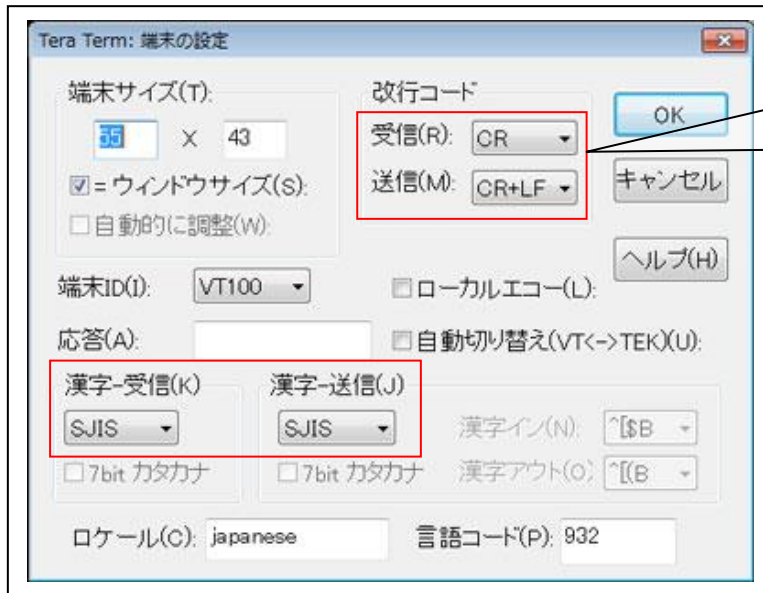 Tera Term: 端末の設定
端末サイズ(T):
X 43
☑=ウィンドウサイズ(S):
自動的に調整(W):
改行コード
受信(R): CR
送信(M): CR+LF
OK
キャンセル
ヘルプ(H)
端末ID(I): VT100
ローカルエコー(L):
応答(A):
自動切り替え(VT<->TEK)(U):
漢字-受信(K)
SJIS
7bit カタカナ
漢字-送信(J)
SJIS
7bit カタカナ
漢字イン(N): ^[$B
漢字アウト(O) ^[(B
ロケール(C): japanese
言語コード(P): 932